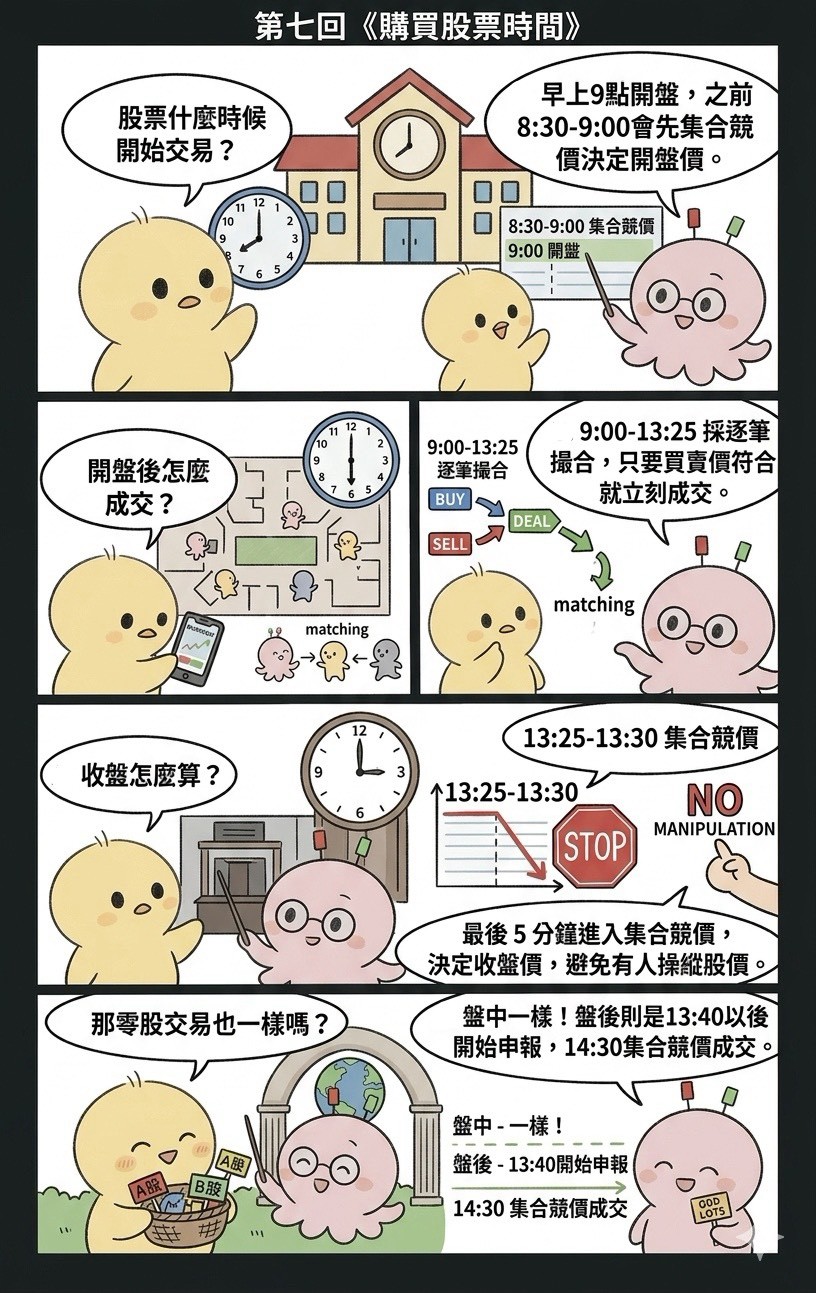 第七回《購買股票時間》
股票什麼時候
開始交易？
早上9點開盤，之前
8:30-9:00會先集合競
價決定開盤價。
8:30-9:00 集合競價
9:00 開盤
開盤後怎麼
成交？
matching
9:00-13:25
逐筆撮合
BUY
SELL
DEAL
matching
9:00-13:25 採逐筆
撮合，只要買賣價符合
就立刻成交。
收盤怎麼算？
12
3
6
9
13:25-13:30 集合競價
13:25-13:30
STOP
NO
MANIPULATION
最後 5 分鐘進入集合競價，
決定收盤價，避免有人操縱股價。
那零股交易也一樣嗎？
盤中一樣！盤後則是13:40以後
開始申報，14:30集合競價成交。
A股
B股
A股
盤中 - 一樣！
盤後 - 13:40開始申報
14:30 集合競價成交
GOD
LOTS